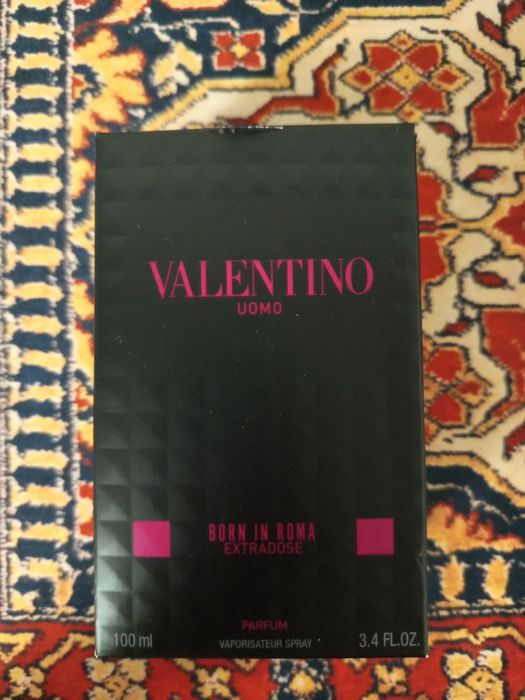 VALENTINO
UOMO
BORN IN ROMA
EXTRADOSE
PARFUM
100 ml VAPORISATEUR SPRAY 3.4 FL.OZ.